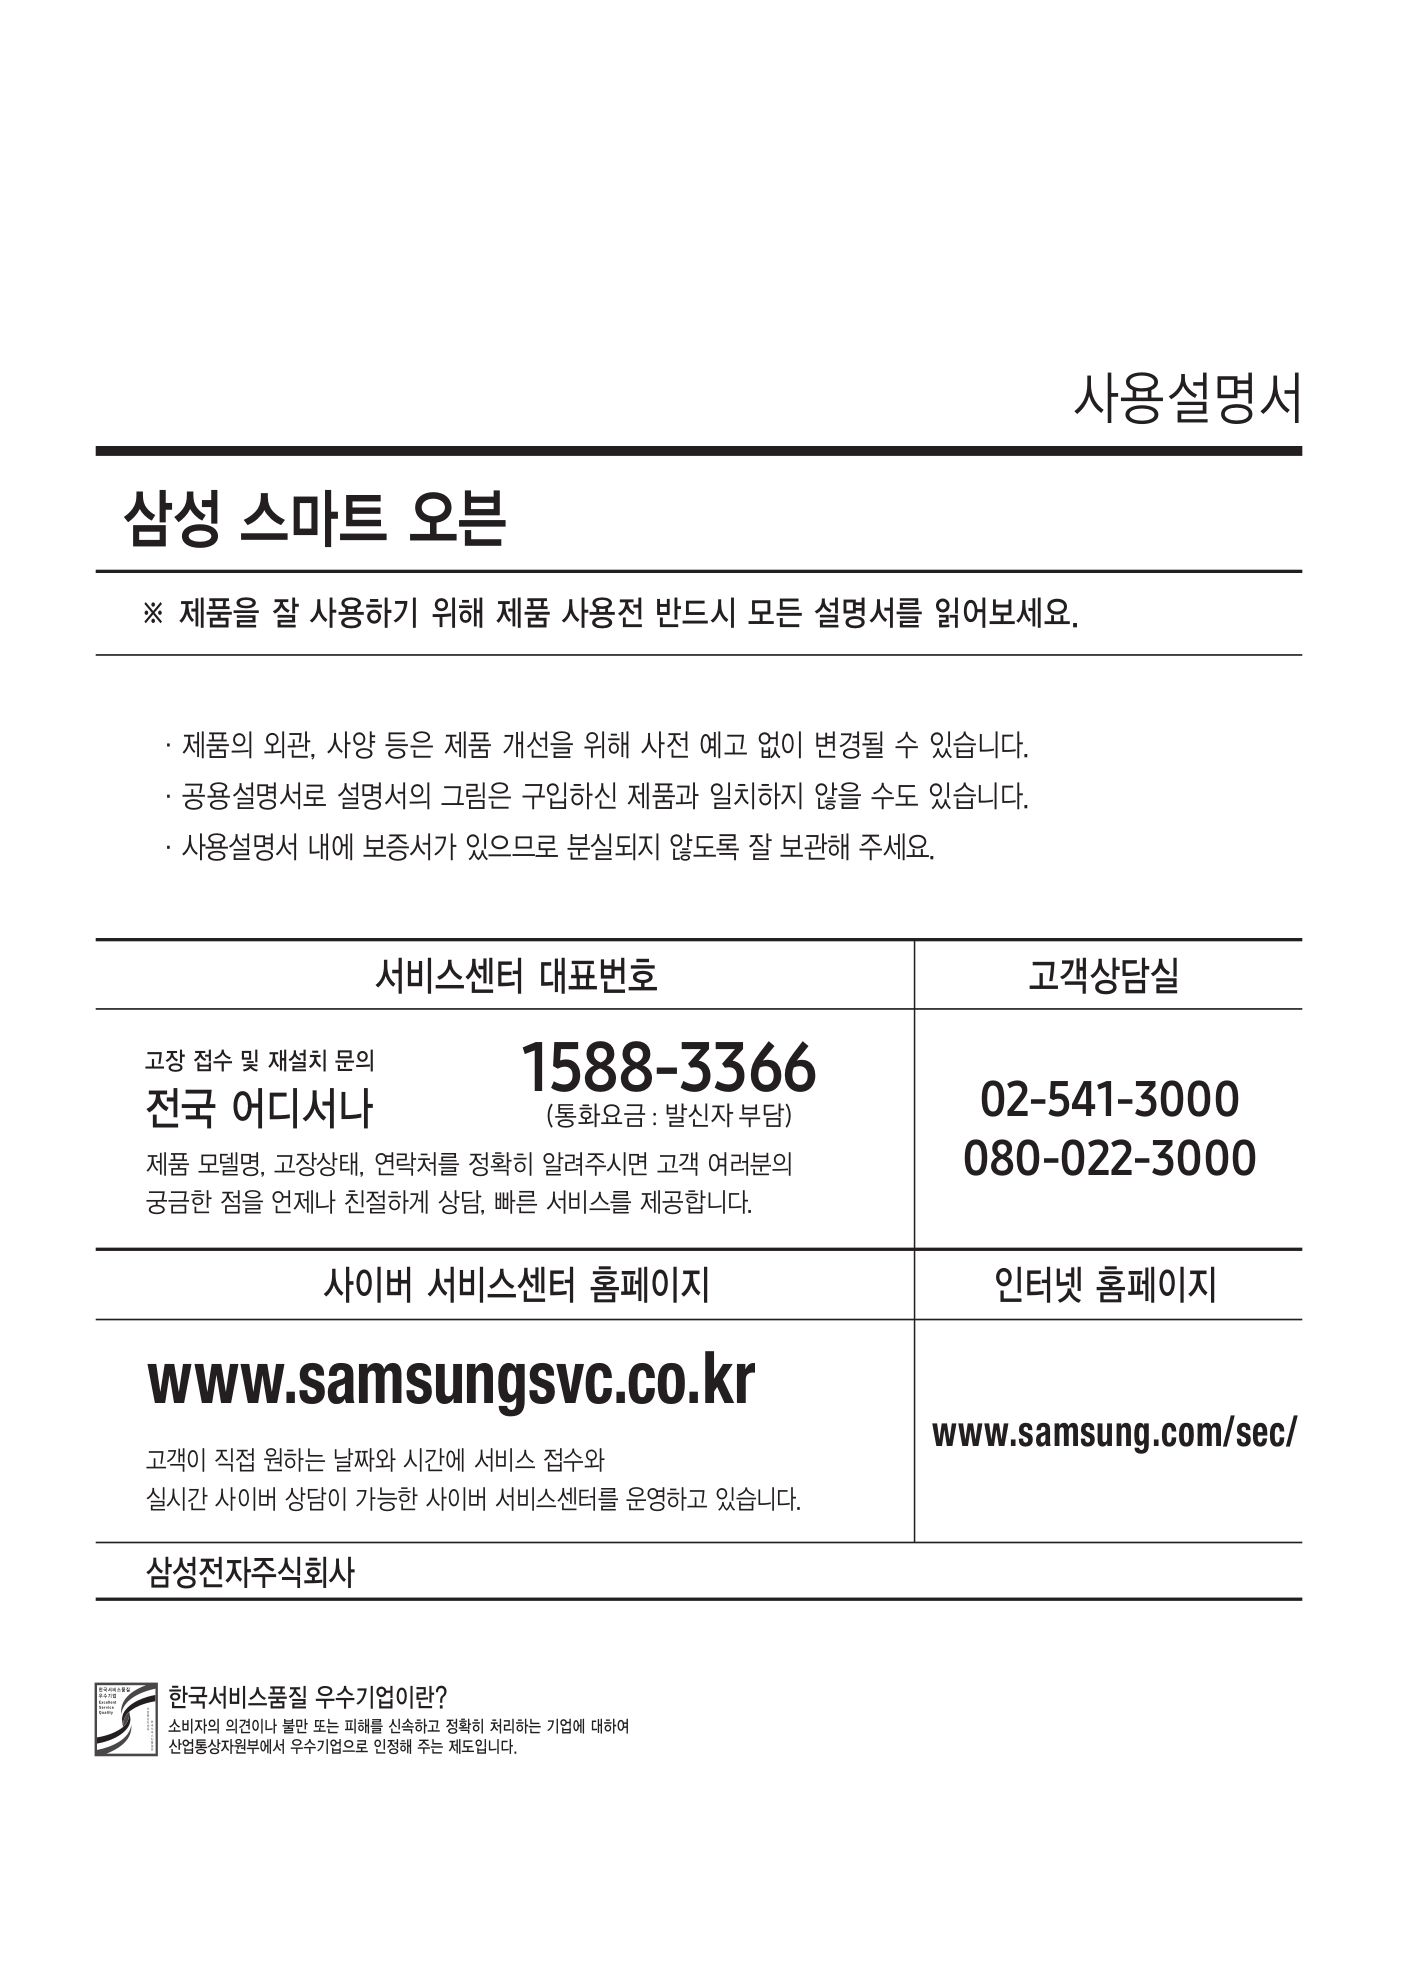 사용설명서
삼성 스마트 오븐
※ 제품을 잘 사용하기 위해 제품 사용전 반드시 모든 설명서를 읽어보세요.
· 제품의 외관, 사양 등은 제품 개선을 위해 사전 예고 없이 변경될 수 있습니다.
· 공용설명서로 설명서의 그림은 구입하신 제품과 일치하지 않을 수도 있습니다.
· 사용설명서 내에 보증서가 있으므로 분실되지 않도록 잘 보관해 주세요.
서비스센터 대표번호
고장 접수 및 재설치 문의
전국 어디서나
1588-3366
(통화요금 : 발신자 부담)
제품 모델명, 고장상태, 연락처를 정확히 알려주시면 고객 여러분의
궁금한 점을 언제나 친절하게 상담, 빠른 서비스를 제공합니다.
고객상담실
02-541-3000
080-022-3000
사이버 서비스센터 홈페이지
www.samsungsvc.co.kr
고객이 직접 원하는 날짜와 시간에 서비스 접수와
실시간 사이버 상담이 가능한 사이버 서비스센터를 운영하고 있습니다.
인터넷 홈페이지
www.samsung.com/sec/
삼성전자주식회사
한국서비스품질
우수기업
Excellent
Service
Quality
한국서비스품질 우수기업이란?
소비자의 의견이나 불만 또는 피해를 신속하고 정확히 처리하는 기업에 대하여
산업통상자원부에서 우수기업으로 인정해 주는 제도입니다.